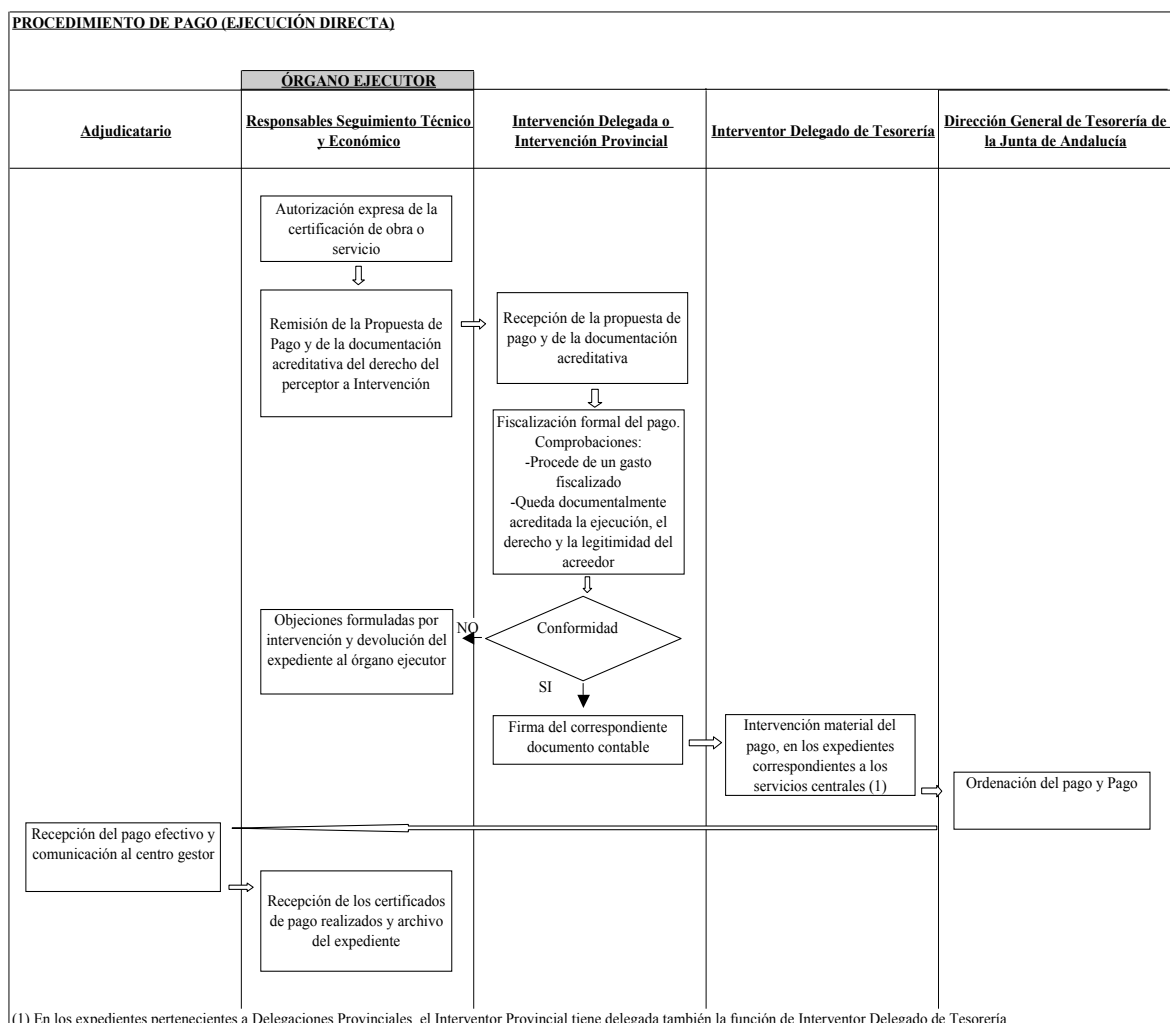 PROCEDIMIENTO DE PAGO (EJECUCIÓN DIRECTA)
ÓRGANO EJECUTOR
Adjudicatario
Responsables Seguimiento Técnico
y Económico
Intervención Delegada o
Intervención Provincial
Interventor Delegado de Tesorería
Dirección General de Tesorería de
la Junta de Andalucía
Autorización expresa de la
certificación de obra o
servicio
Remisión de la Propuesta de
Pago y de la documentación
acreditativa del derecho del
perceptor a Intervención
Recepción de la propuesta de
pago y de la documentación
acreditativa
Fiscalización formal del pago.
Comprobaciones:
-Procede de un gasto
fiscalizado
-Queda documentalmente
acreditada la ejecución, el
derecho y la legitimidad del
acreedor
Conformidad
NO
Objeciones formuladas por
intervención y devolución del
expediente al órgano ejecutor
SI
Firma del correspondiente
documento contable
Intervención material del
pago, en los expedientes
correspondientes a los
servicios centrales (1)
Ordenación del pago y Pago
Recepción del pago efectivo y
comunicación al centro gestor
Recepción de los certificados
de pago realizados y archivo
del expediente
(1) En los expedientes pertenecientes a Delegaciones Provinciales, el Interventor Provincial tiene delegada también la función de Interventor Delegado de Tesorería